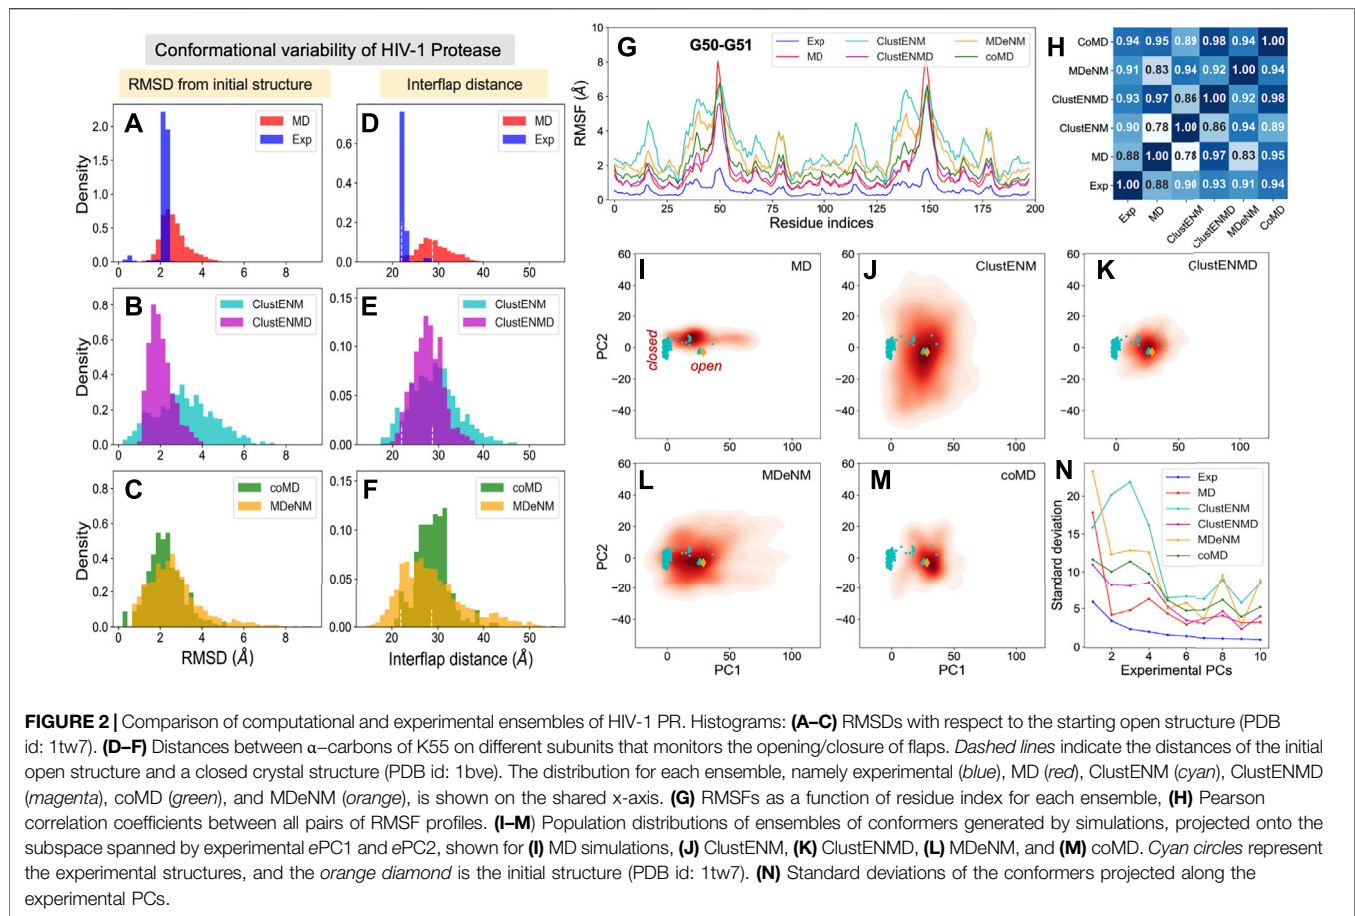 Conformational variability of HIV-1 Protease
RMSD from initial structure
Interflap distance
A
MD
Exp
2.0
1.5
1.0
0.5
0.0
Density
0 2 4 6 8
D
MD
Exp
0.6
0.4
0.2
0.0
20 30 40 50
B
ClustENM
ClustENMD
0.8
0.6
0.4
0.2
0.0
Density
0 2 4 6 8
E
ClustENM
ClustENMD
0.15
0.10
0.05
0.00
20 30 40 50
C
coMD
MDeNM
0.8
0.6
0.4
0.2
0.0
Density
0 2 4 6 8
RMSD (Å)
F
coMD
MDeNM
0.15
0.10
0.05
0.00
20 30 40 50
Interflap distance (Å)
G
G50-G51
Exp
MD
ClustENM
ClustENMD
MDeNM
coMD
10
8
6
4
2
0
RMSF (Å)
0 25 50 75 100 125 150 175 200
Residue indices
H
CoMD 0.94 0.95 0.89 0.98 0.94 1.00
MDeNM 0.91 0.83 0.94 0.92 1.00 0.94
ClustENMD 0.93 0.97 0.86 1.00 0.92 0.98
ClustENM 0.90 0.78 1.00 0.86 0.94 0.89
MD 0.88 1.00 0.78 0.97 0.83 0.95
Exp 1.00 0.88 0.90 0.93 0.91 0.94
Exp MD ClustENM ClustENMD MDeNM CoMD
I
MD
60
40
20
0
−20
−40
PC2
closed
open
0 50 100
J
ClustENM
60
40
20
0
−20
−40
0 50 100
K
ClustENMD
60
40
20
0
−20
−40
0 50 100
L
MDeNM
60
40
20
0
−20
−40
PC2
0 50 100
PC1
M
coMD
60
40
20
0
−20
−40
0 50 100
PC1
N
Exp
MD
ClustENM
ClustENMD
MDeNM
coMD
20
15
10
5
0
Standard deviation
2 4 6 8 10
Experimental PCs
FIGURE 2 | Comparison of computational and experimental ensembles of HIV-1 PR. Histograms: (A–C) RMSDs with respect to the starting open structure (PDB
id: 1tw7). (D–F) Distances between α−carbons of K55 on different subunits that monitors the opening/closure of flaps. Dashed lines indicate the distances of the initial
open structure and a closed crystal structure (PDB id: 1bve). The distribution for each ensemble, namely experimental (blue), MD (red), ClustENM (cyan), ClustENMD
(magenta), coMD (green), and MDeNM (orange), is shown on the shared x-axis. (G) RMSFs as a function of residue index for each ensemble, (H) Pearson
correlation coefficients between all pairs of RMSF profiles. (I–M) Population distributions of ensembles of conformers generated by simulations, projected onto the
subspace spanned by experimental ePC1 and ePC2, shown for (I) MD simulations, (J) ClustENM, (K) ClustENMD, (L) MDeNM, and (M) coMD. Cyan circles represent
the experimental structures, and the orange diamond is the initial structure (PDB id: 1tw7). (N) Standard deviations of the conformers projected along the
experimental PCs.